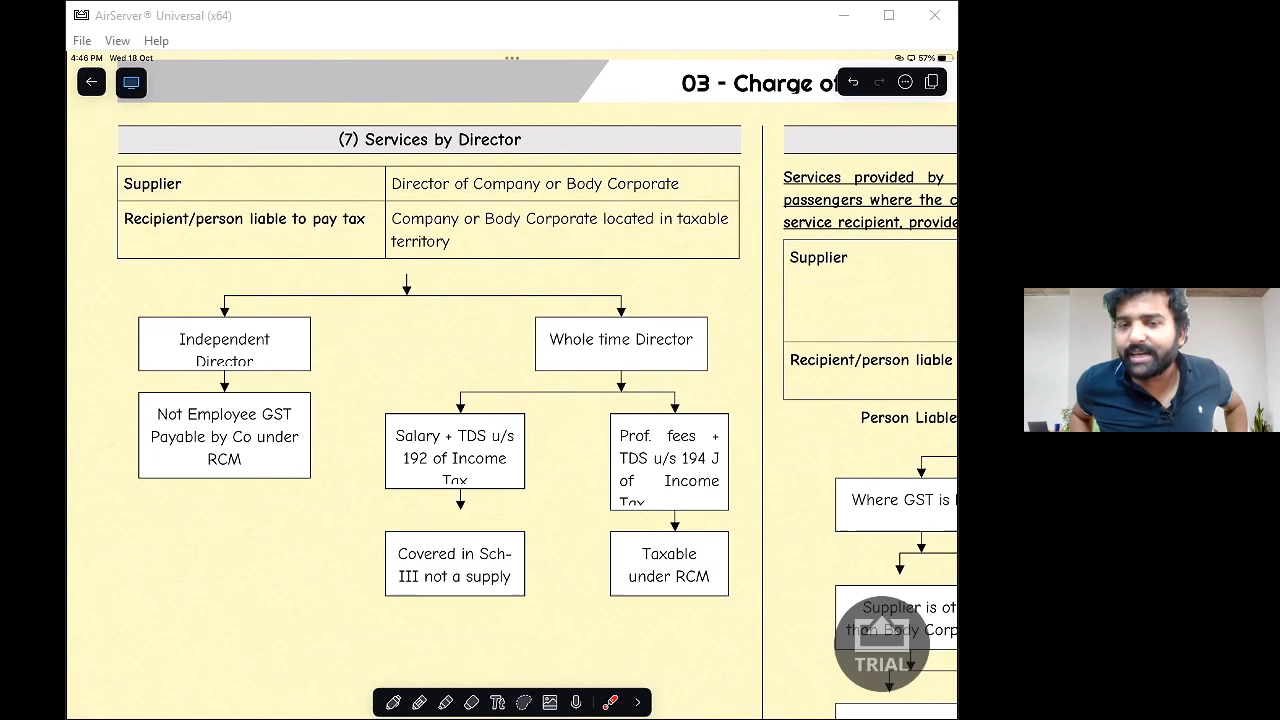 AirServer® Universal (x64)
File View Help
4:46 PM Wed 18 Oct
57%
03 - Charge of
(7) Services by Director
Supplier
Director of Company or Body Corporate
Recipient/person liable to pay tax
Company or Body Corporate located in taxable
territory
Independent
Director
Not Employee GST
Payable by Co under
RCM
Whole time Director
Salary + TDS u/s
192 of Income
Tax
Covered in Sch-
III not a supply
Prof. fees +
TDS u/s 194 J
of Income
Tax
Taxable
under RCM
Services provided by
passengers where the c
service recipient, provide
Supplier
Recipient/person liable
Person Liable
Where GST is
Supplier is ot
than Body Corp
TRIAL